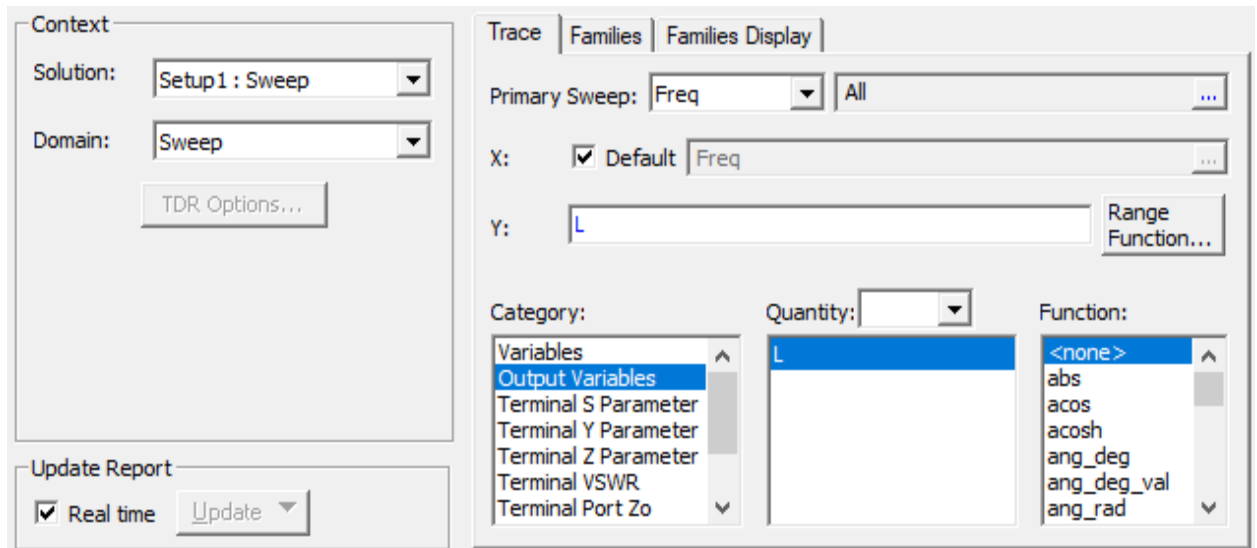 Context
Solution: Setup1 : Sweep
Domain: Sweep
TDR Options...
Update Report
Real time Update
Trace Families Families Display
Primary Sweep: Freq All ...
X: Default Freq ...
Y: L Range Function...
Category: Quantity: Function:
Variables
Output Variables
Terminal S Parameter
Terminal Y Parameter
Terminal Z Parameter
Terminal VSWR
Terminal Port Zo
L
<none>
abs
acos
acosh
ang_deg
ang_deg_val
ang_rad